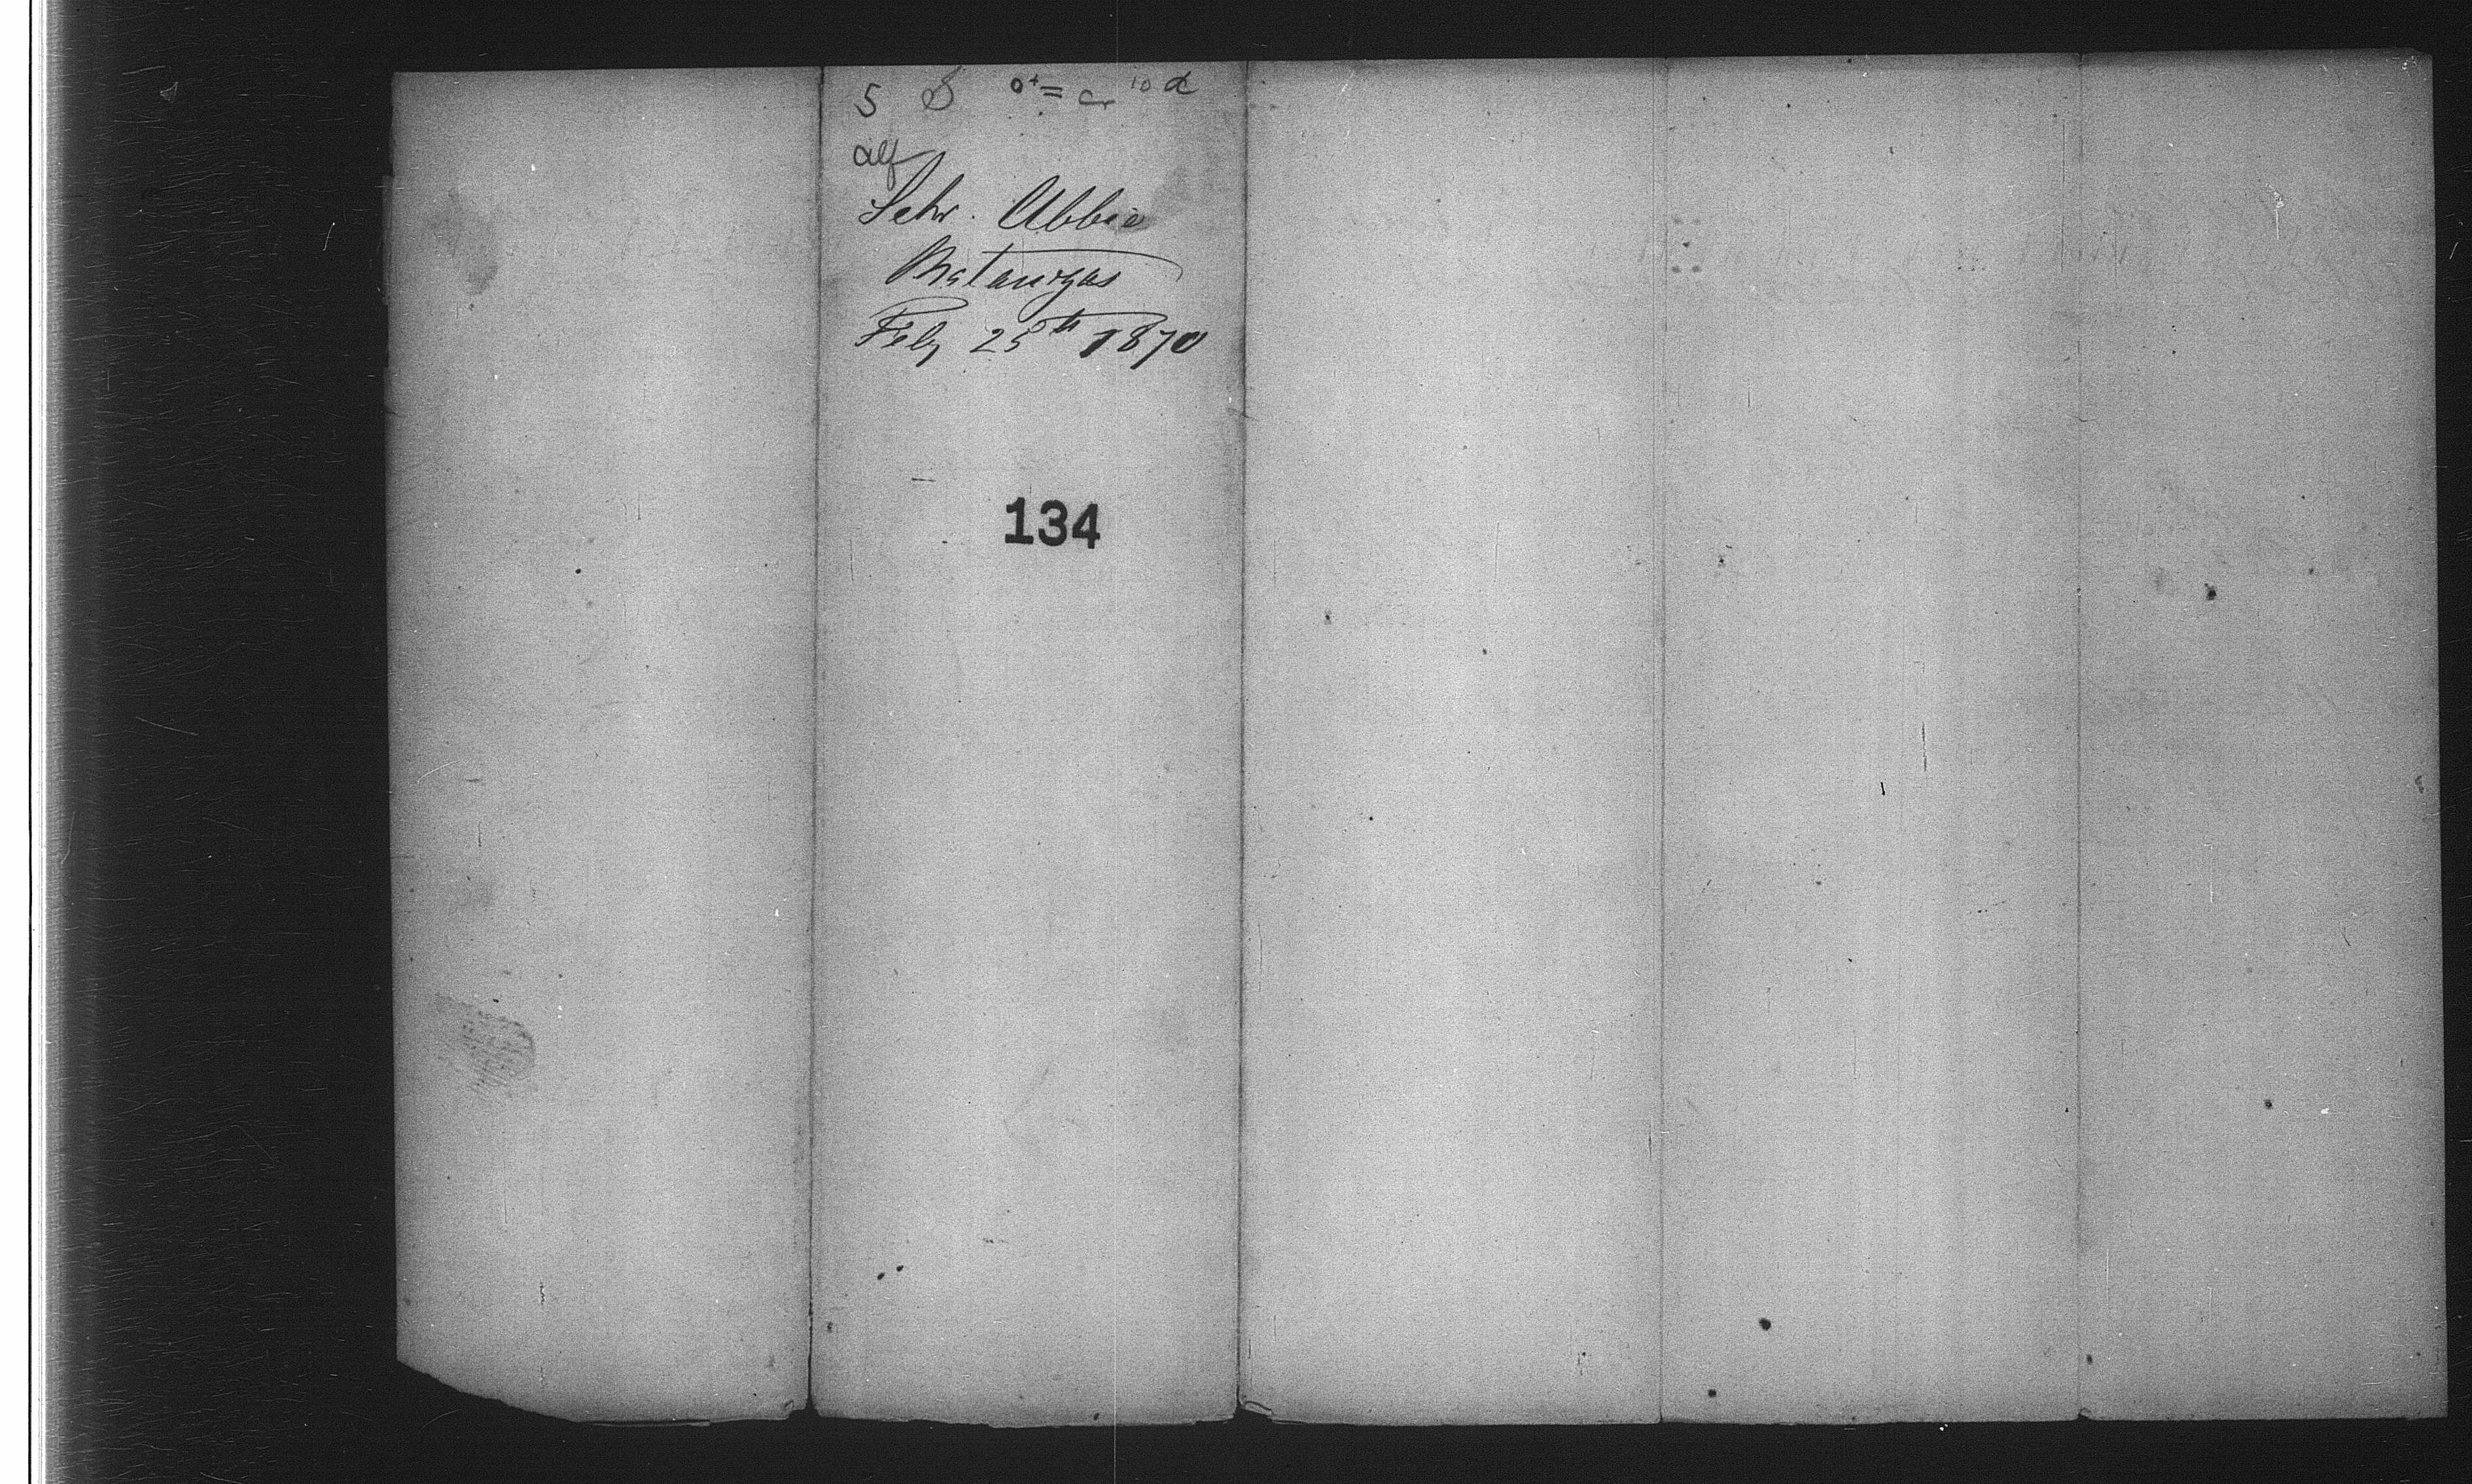 5 S
Schr. Abbie
Matanzas
Feby 25th 1870
134